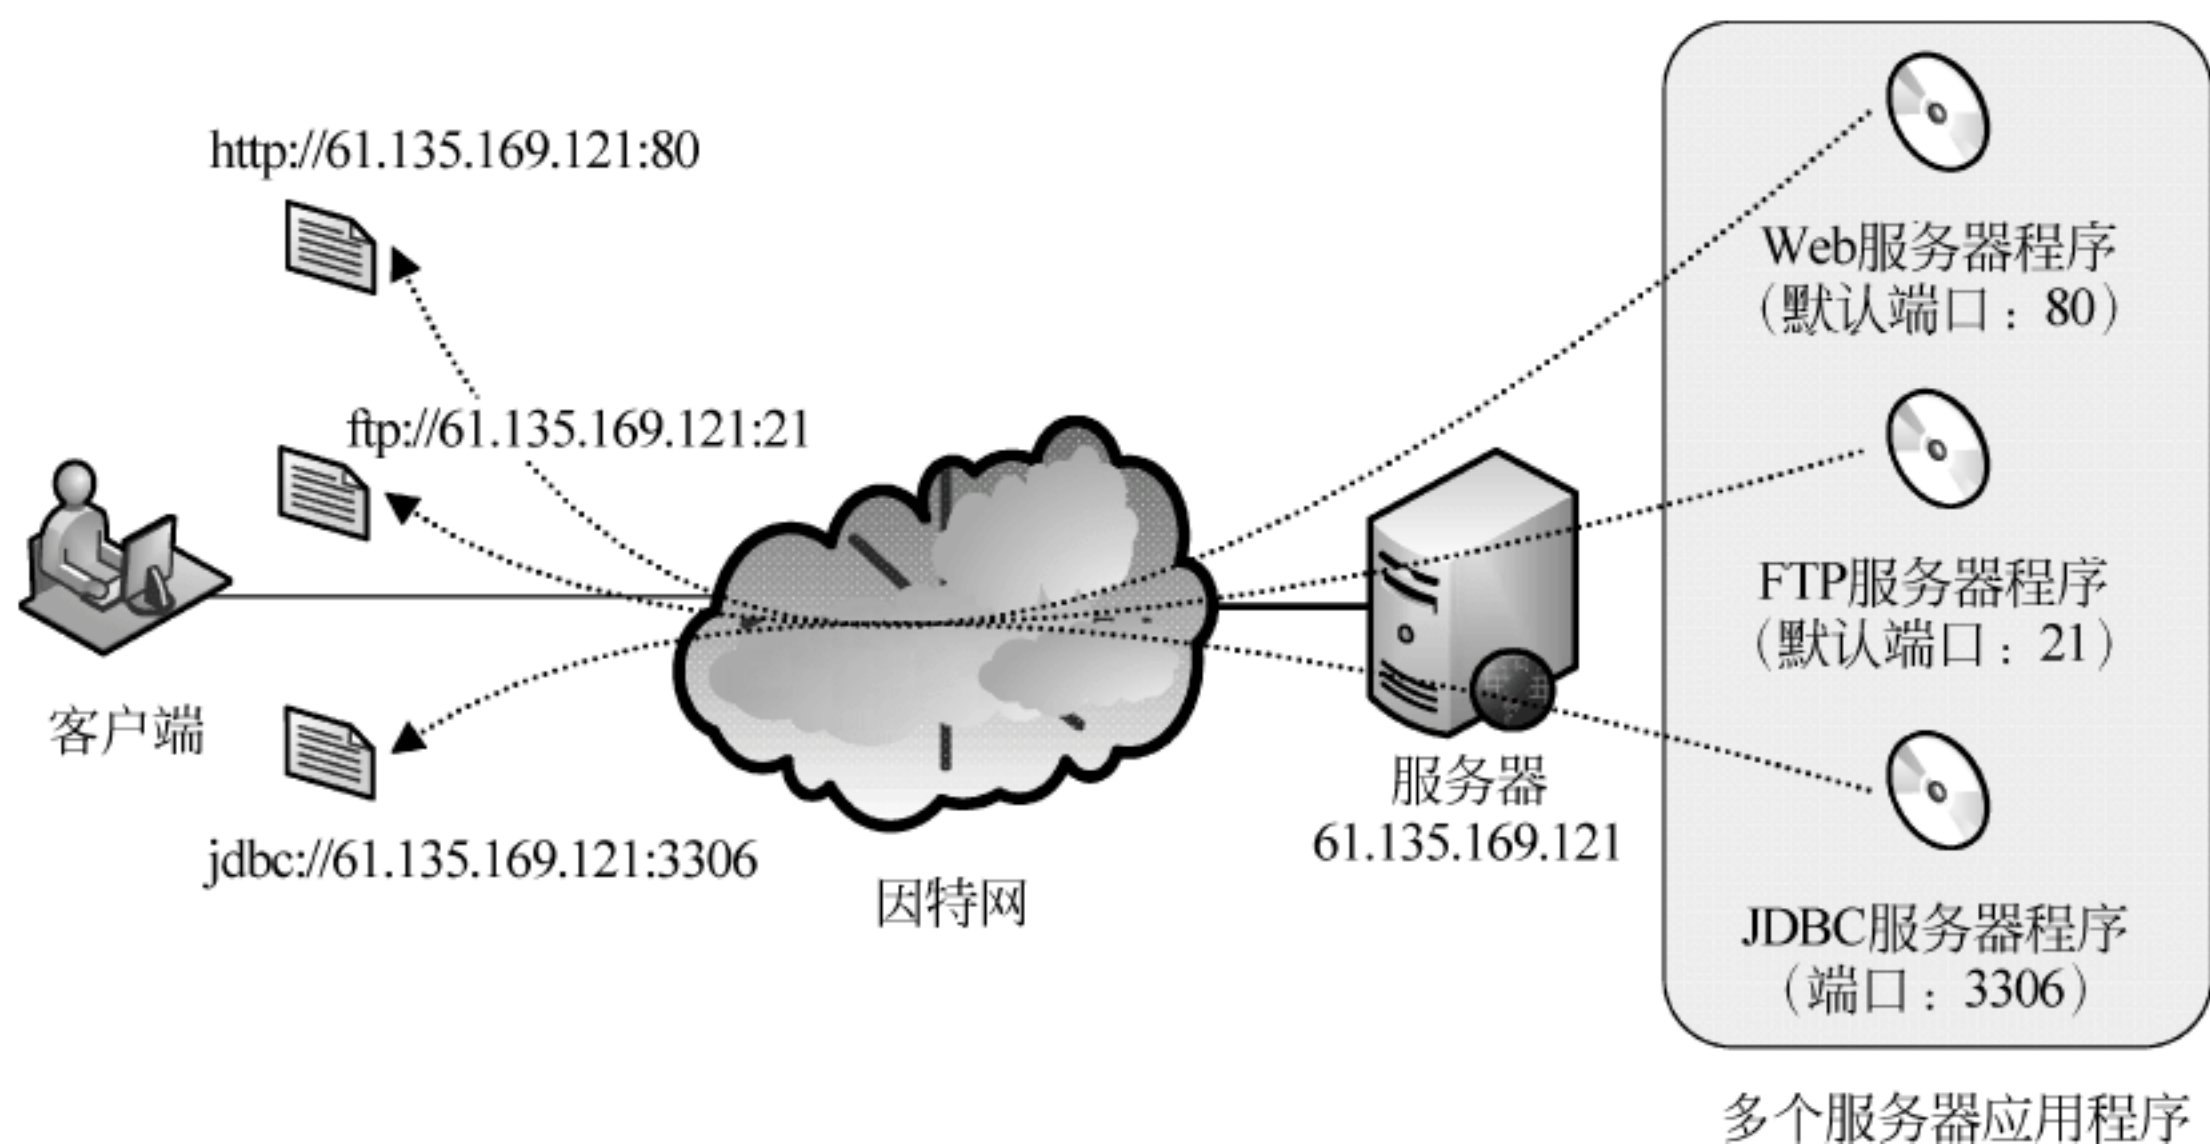 http://61.135.169.121:80
ftp://61.135.169.121:21
客户端
jdbc://61.135.169.121:3306
因特网
服务器
61.135.169.121
Web服务器程序
（默认端口：80）
FTP服务器程序
（默认端口：21）
JDBC服务器程序
（端口：3306）
多个服务器应用程序